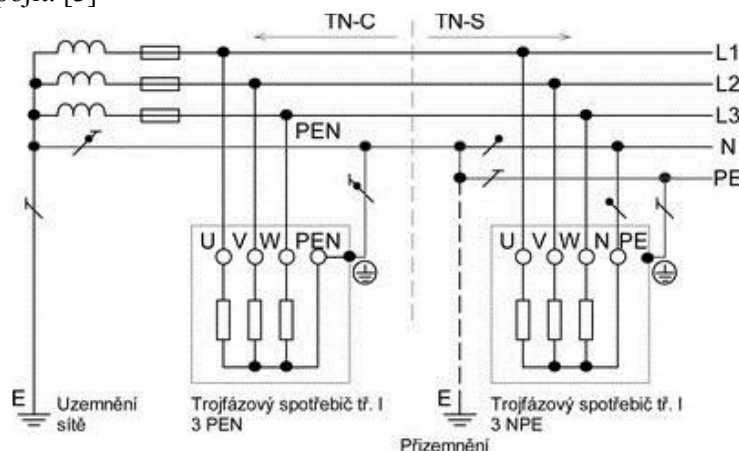 [3]
TN-C TN-S
L1
L2
L3
PEN
N
PE
U V W PEN
U V W N PE
E
Uzemnění
sítě
Trojfázový spotřebič tř. I
3 PEN
E
Přizemnění
Trojfázový spotřebič tř. I
3 NPE